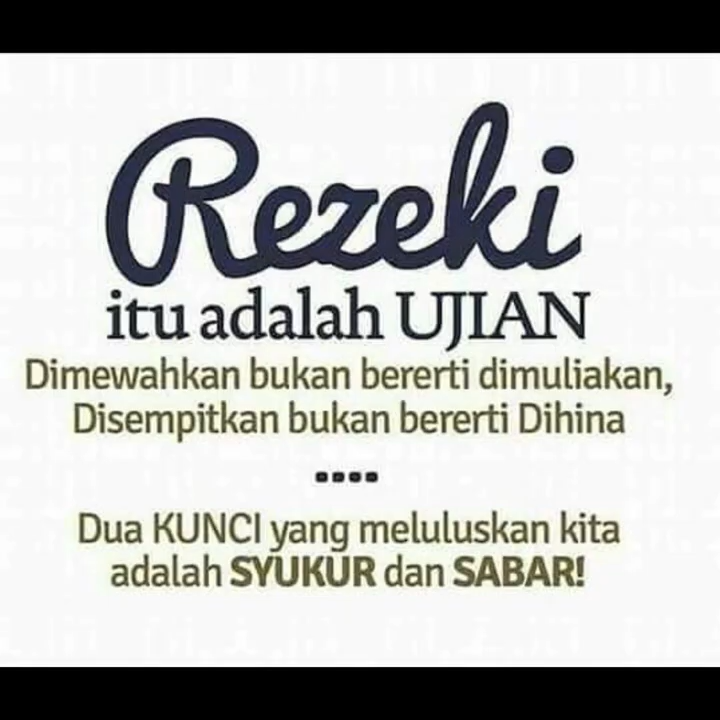 Rezeki
itu adalah UJIAN
Dimewahkan bukan bererti dimuliakan,
Disempitkan bukan bererti Dihina
....
Dua KUNCI yang meluluskan kita
adalah SYUKUR dan SABAR!